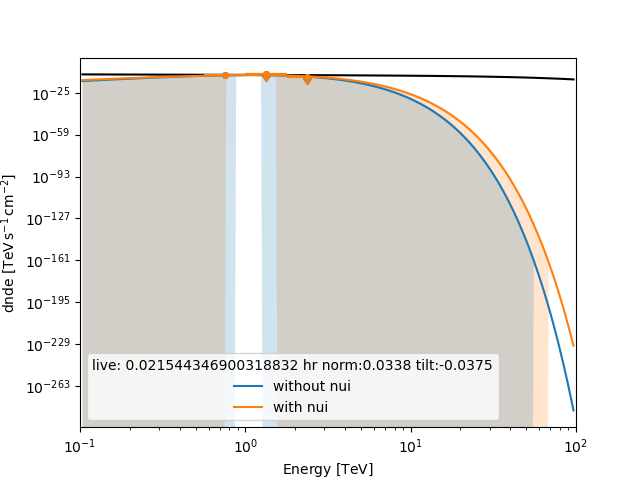 10⁻²⁵
10⁻⁵⁹
10⁻⁹³
10⁻¹²⁷
10⁻¹⁶¹
10⁻¹⁹⁵
10⁻²²⁹
10⁻²⁶³
dnde [TeV s⁻¹ cm⁻²]
live: 0.021544346900318832 hr norm:0.0338 tilt:-0.0375
without nui
with nui
10⁻¹ 10⁰ 10¹ 10²
Energy [TeV]